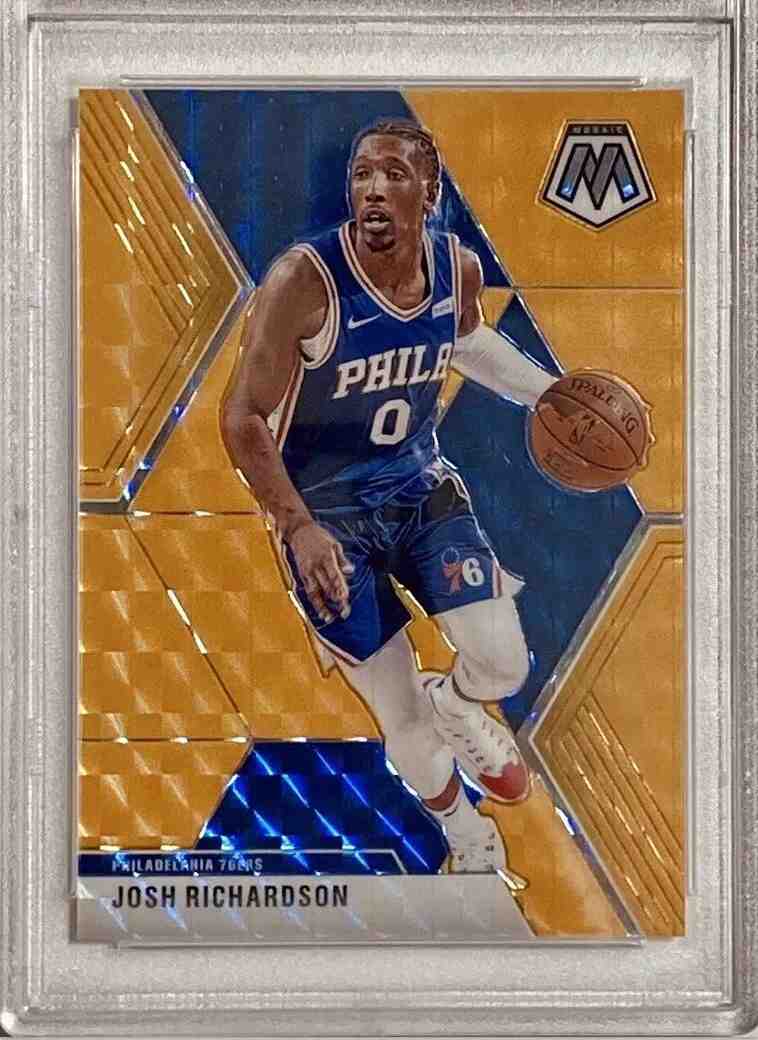 MOSAIC
M
PHILA
0
SPALDING
76
PHILADELPHIA 76ERS
JOSH RICHARDSON